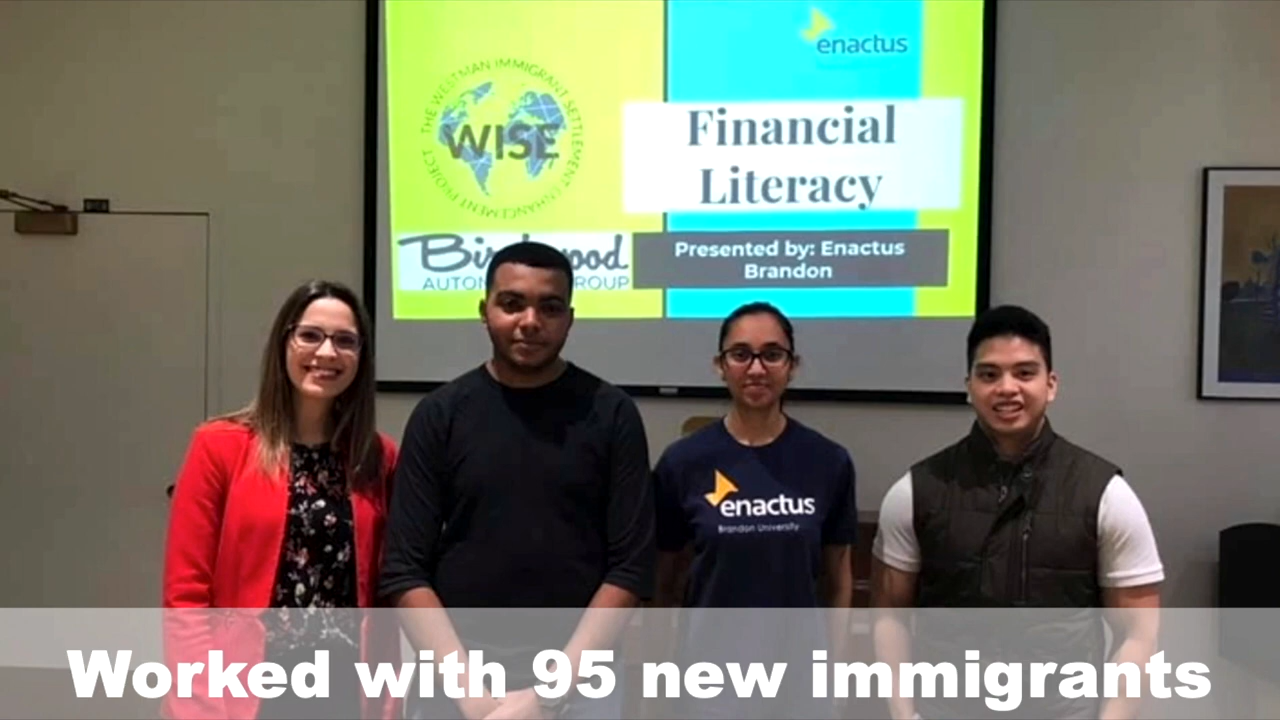 enactus
THE WESTMAN IMMIGRANT SETTLEMENT ENHANCEMENT PROJECT
WISE
Financial
Literacy
Presented by: Enactus
Brandon
enactus
Brandon University
Worked with 95 new immigrants